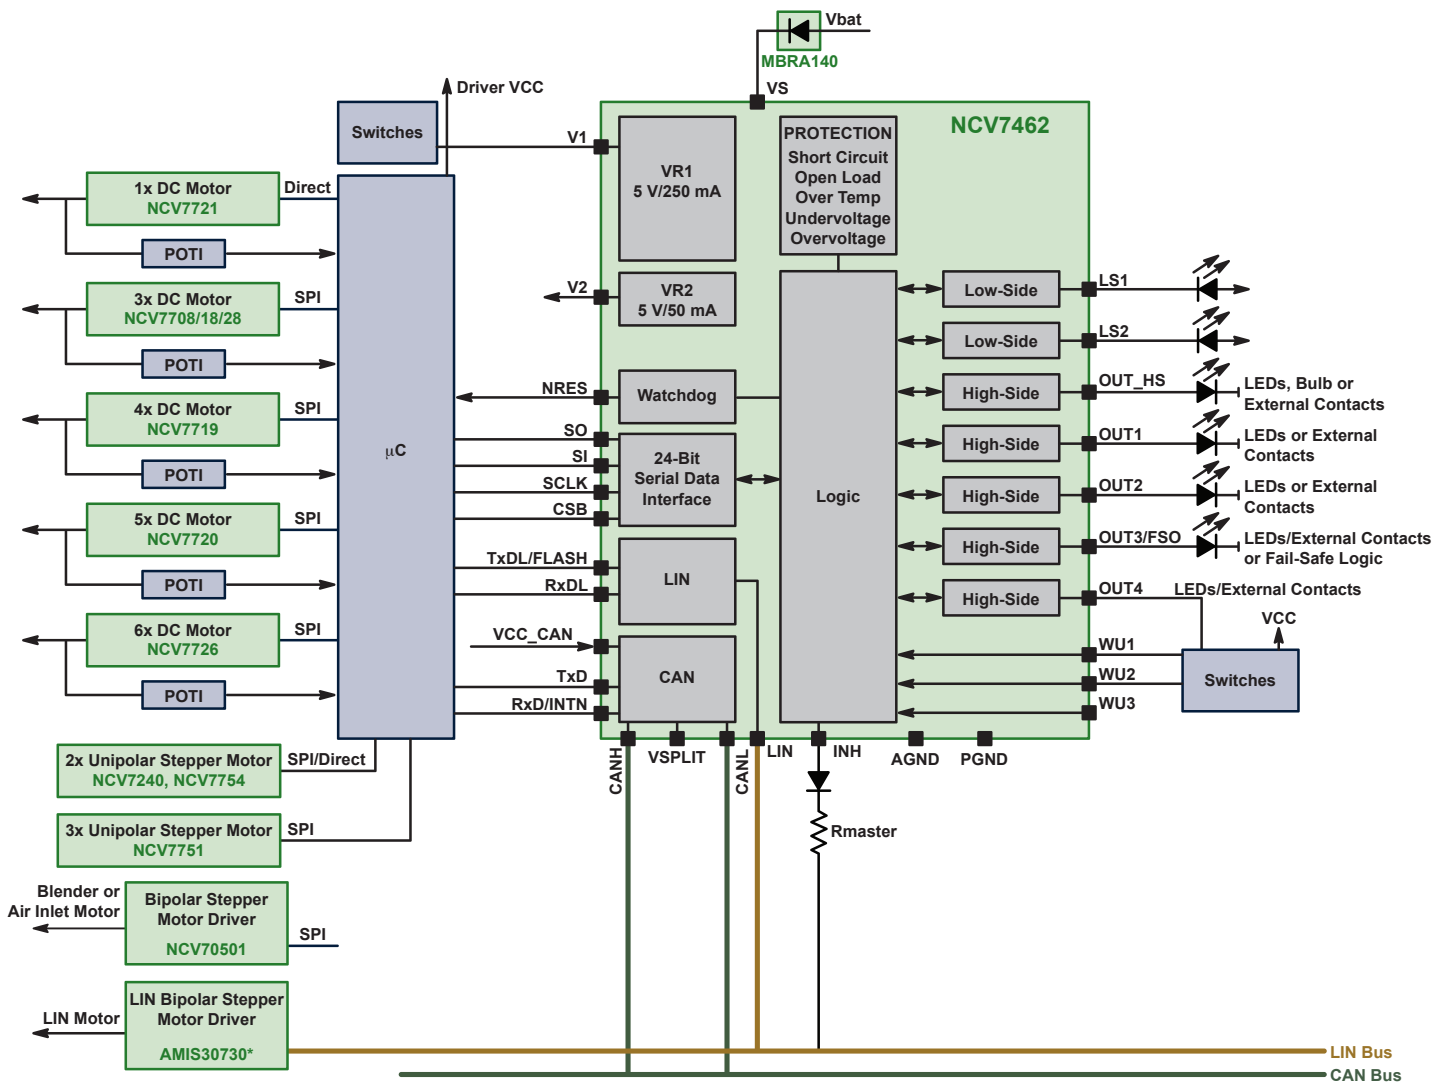 Vbat
MBRA140
VS
Driver VCC
Switches
V1
NCV7462
VR1
5 V/250 mA
PROTECTION
Short Circuit
Open Load
Over Temp
Undervoltage
Overvoltage
1x DC Motor
NCV7721
Direct
POTI
3x DC Motor
NCV7708/18/28
SPI
POTI
4x DC Motor
NCV7719
SPI
POTI
5x DC Motor
NCV7720
SPI
POTI
6x DC Motor
NCV7726
SPI
POTI
2x Unipolar Stepper Motor
NCV7240, NCV7754
SPI/Direct
3x Unipolar Stepper Motor
NCV7751
SPI
Blender or
Air Inlet Motor
Bipolar Stepper
Motor Driver
NCV70501
SPI
LIN Motor
LIN Bipolar Stepper
Motor Driver
AMIS30730*
μC
V2
VR2
5 V/50 mA
NRES
Watchdog
SO
SI
SCLK
CSB
24-Bit
Serial Data
Interface
TxDL/FLASH
RxDL
LIN
VCC_CAN
TxD
RxD/INTN
CAN
Logic
Low-Side
LS1
Low-Side
LS2
High-Side
OUT_HS
LEDs, Bulb or
External Contacts
High-Side
OUT1
LEDs or External
Contacts
High-Side
OUT2
LEDs or External
Contacts
High-Side
OUT3/FSO
LEDs/External Contacts
or Fail-Safe Logic
High-Side
OUT4
LEDs/External Contacts
VCC
WU1
WU2
WU3
Switches
CANH
VSPLIT
CANL
LIN
INH
AGND
PGND
Rmaster
LIN Bus
CAN Bus